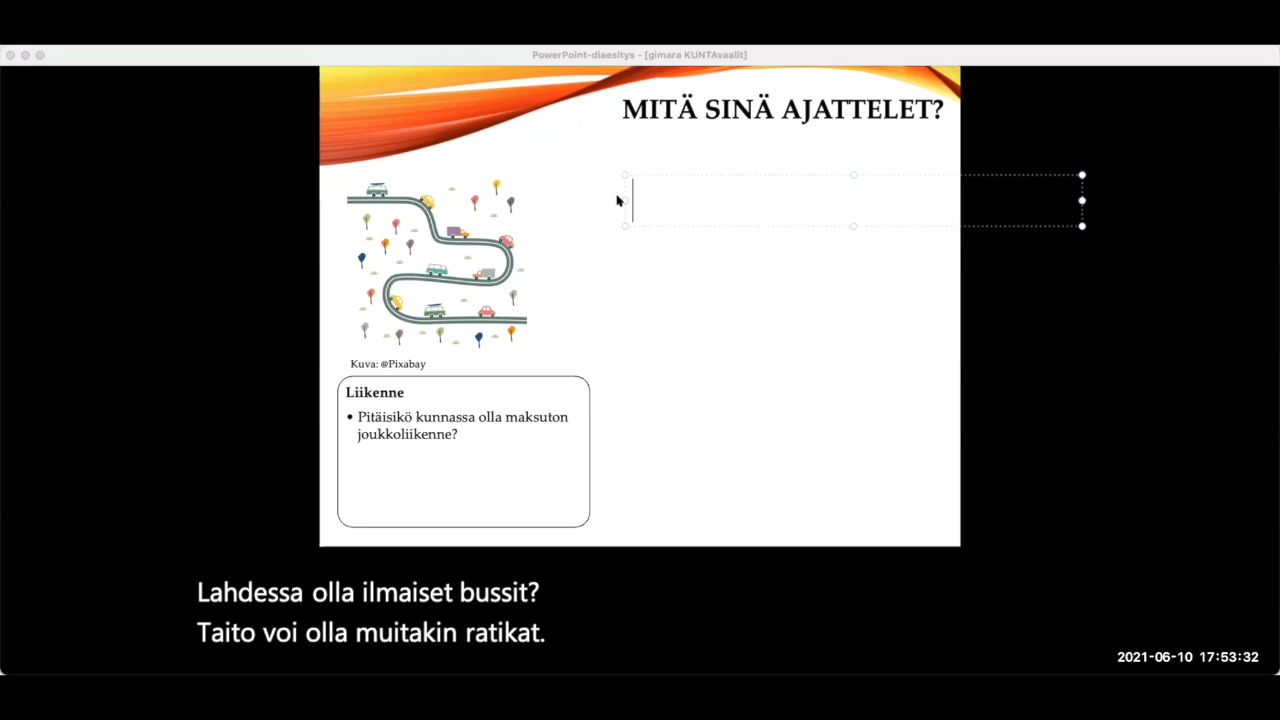 PowerPoint-diaesitys - [gimara KUNTAvaalit]
MITÄ SINÄ AJATTELET?
Kuva: @Pixabay
Liikenne
• Pitäisikö kunnassa olla maksuton
joukkoliikenne?
Lahdessa olla ilmaiset bussit?
Taito voi olla muitakin ratikat.
2021-06-10 17:53:32